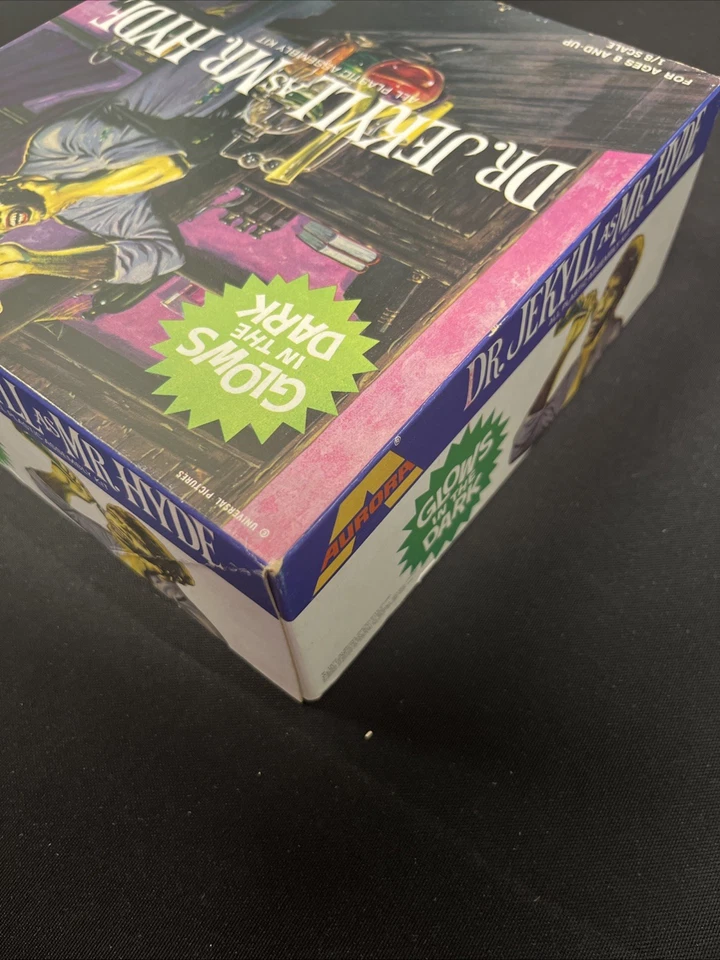 DR. JEKYLL AS MR. HYDE
ALL PLASTIC ASSEMBLY KIT
FOR AGES 8 AND-UP
1/8 SCALE
GLOWS
IN THE
DARK
© UNIVERSAL PICTURES
DR. JEKYLL AS MR. HYDE
AURORA®
GLOWS
IN THE
DARK
AS MR. HYDE